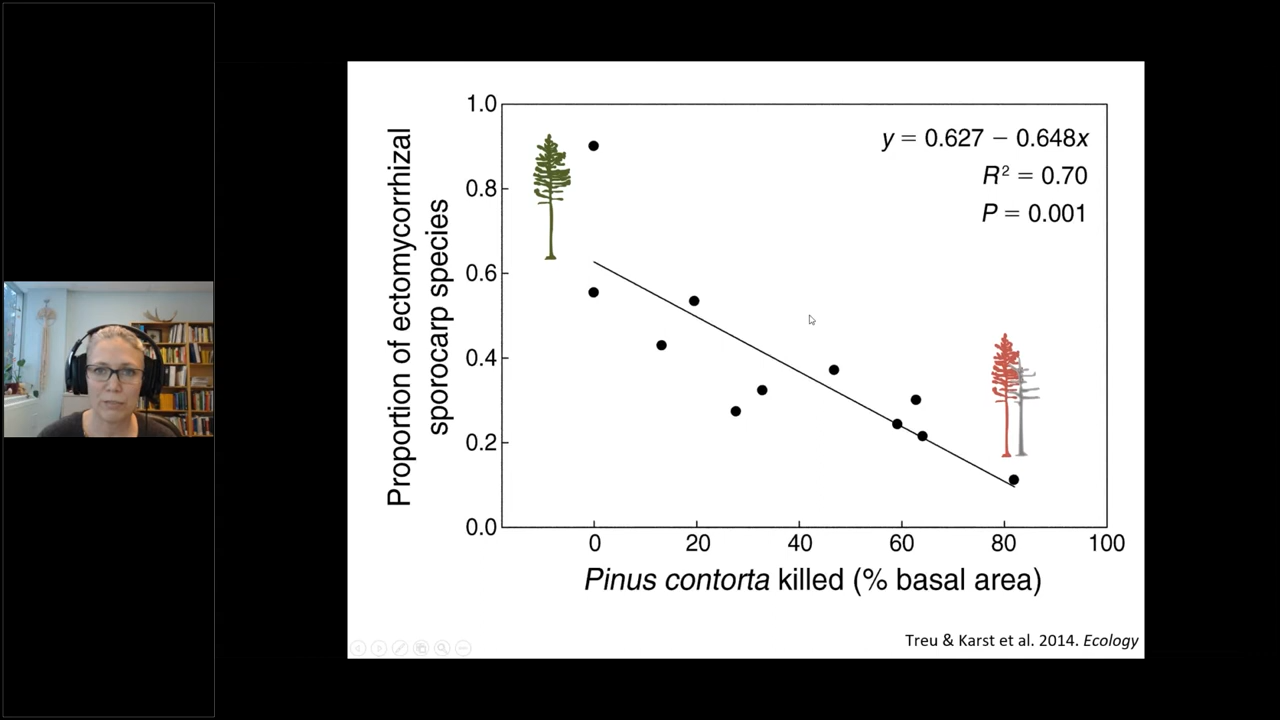 1.0
0.8
0.6
0.4
0.2
0.0
Proportion of ectomycorrhizal
sporocarp species
y = 0.627 − 0.648x
R² = 0.70
P = 0.001
0 20 40 60 80 100
Pinus contorta killed (% basal area)
Treu & Karst et al. 2014. Ecology